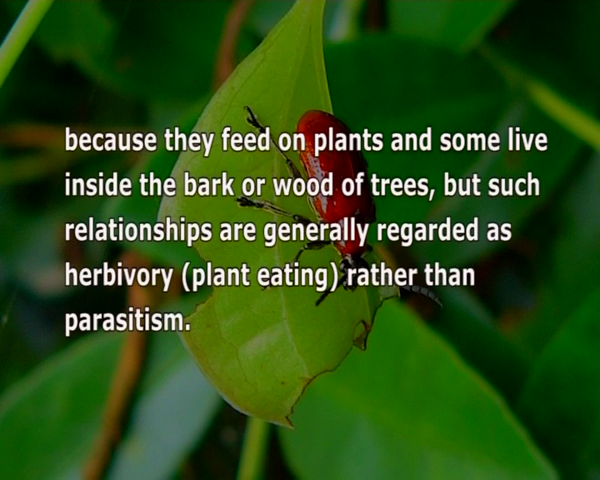 because they feed on plants and some live
inside the bark or wood of trees, but such
relationships are generally regarded as
herbivory (plant eating) rather than
parasitism.